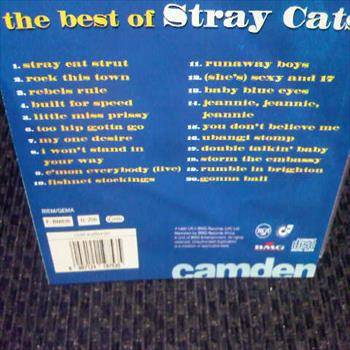 the best of Stray Cats
1. stray cat strut
2. rock this town
3. rebels rule
4. built for speed
5. little miss prissy
6. too hip gotta go
7. my one desire
8. i won't stand in
your way
9. c'mon everybody (live)
10. fishnet stockings
11. runaway boys
12. (she's) sexy and 17
13. baby blue eyes
14. jeannie, jeannie,
jeannie
15. you don't believe me
16. ubangi stomp
17. double talkin' baby
18. storm the embassy
19. rumble in brighton
20. gonna ball
BIEM/GEMA
BMG
camden